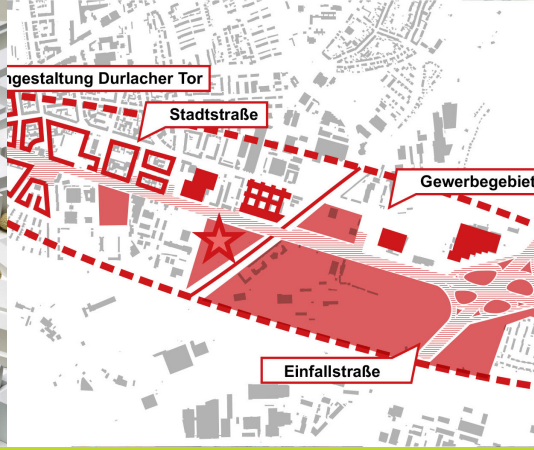 ngestaltung Durlacher Tor
Stadtstraße
Gewerbegebiet
Einfallstraße